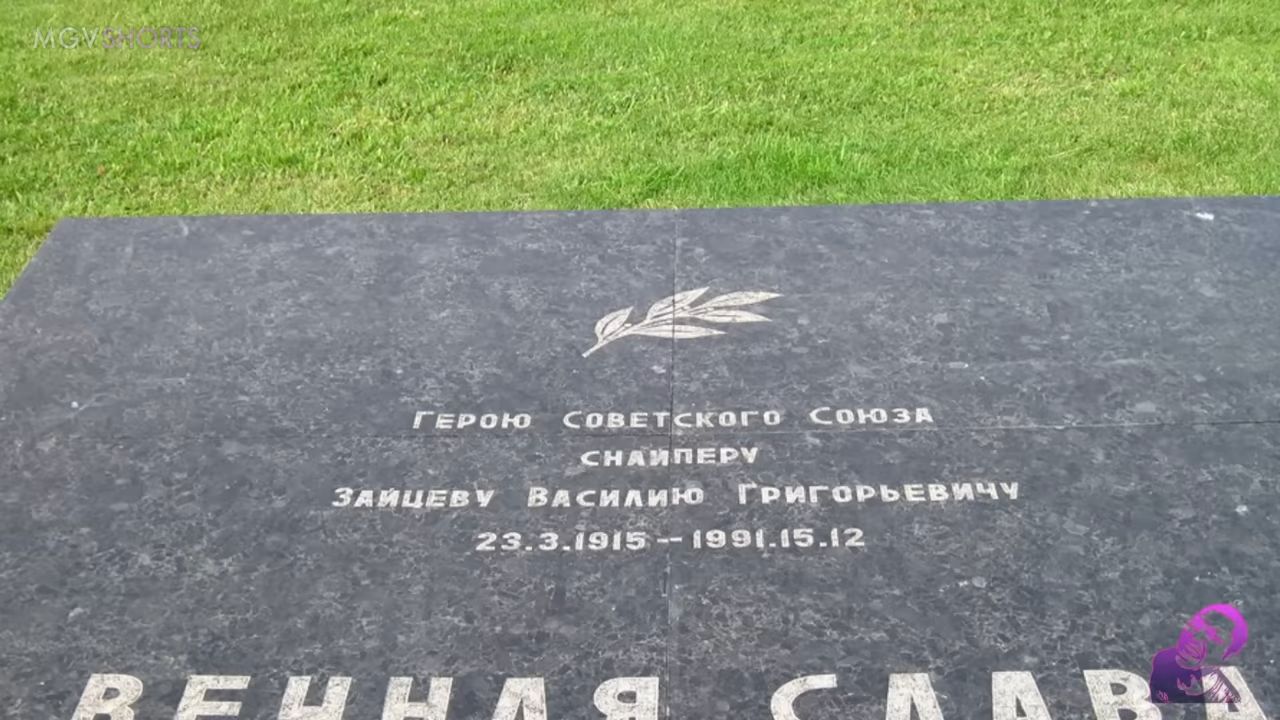 MGVSHORTS
Герою Советского Союза
снайперу
Зайцеву Василию Григорьевичу
23.3.1915 -- 1991.15.12
ВЕЧНАЯ СЛАВА